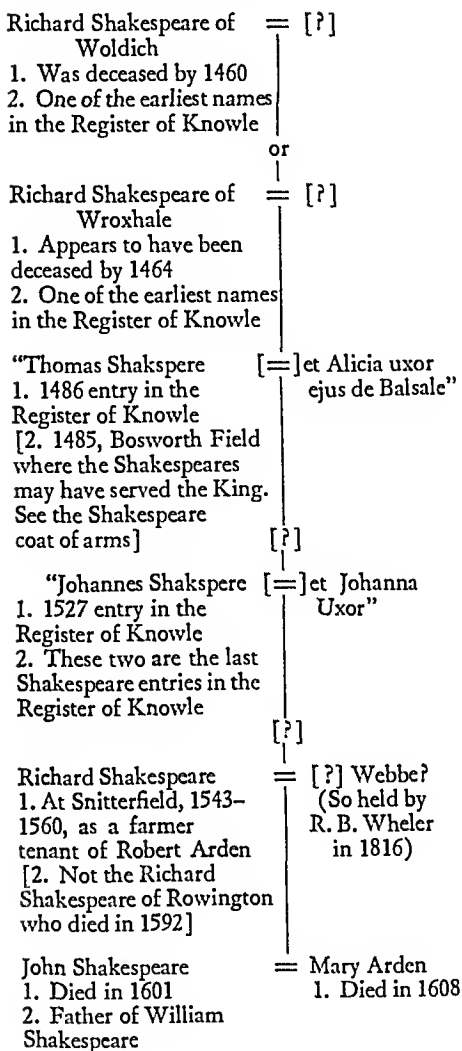 Richard Shakespeare of = [?]
Woldich
1. Was deceased by 1460
2. One of the earliest names
in the Register of Knowle
or
Richard Shakespeare of = [?]
Wroxhale
1. Appears to have been
deceased by 1464
2. One of the earliest names
in the Register of Knowle
“Thomas Shakspere [=] et Alicia uxor
1. 1486 entry in the ejus de Balsale”
Register of Knowle
[2. 1485, Bosworth Field
where the Shakespeares
may have served the King.
See the Shakespeare
coat of arms] [?]
“Johannes Shakspere [=] et Johanna
1. 1527 entry in the Uxor”
Register of Knowle
2. These two are the last
Shakespeare entries in the
Register of Knowle
[?]
Richard Shakespeare = [?] Webbe?
1. At Snitterfield, 1543– (So held by
1560, as a farmer R. B. Wheler
tenant of Robert Arden in 1816)
[2. Not the Richard
Shakespeare of Rowington
who died in 1592]
John Shakespeare = Mary Arden
1. Died in 1601 1. Died in 1608
2. Father of William
Shakespeare